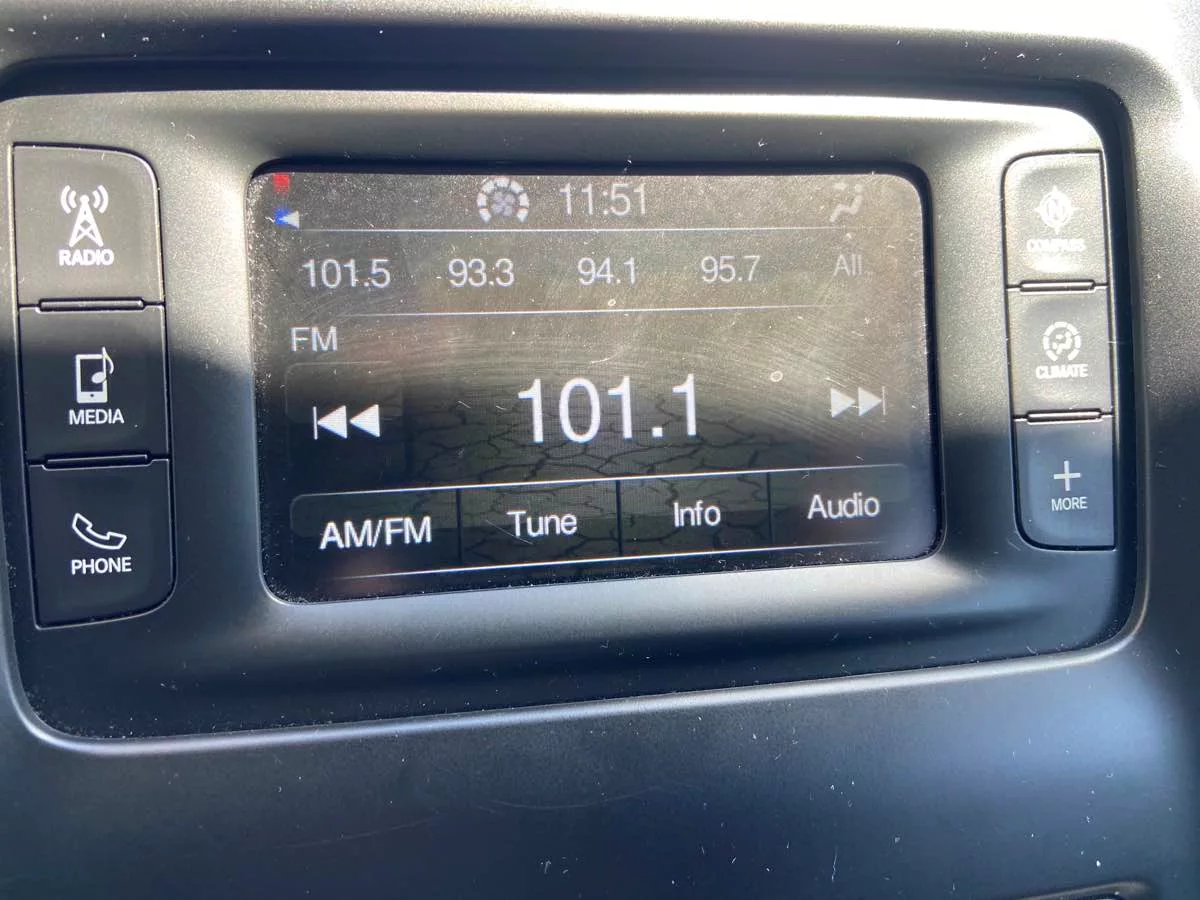 11:51
101.5 93.3 94.1 95.7 All
FM
101.1
AM/FM Tune Info Audio
RADIO
MEDIA
PHONE
N
COMPASS
CLIMATE
MORE